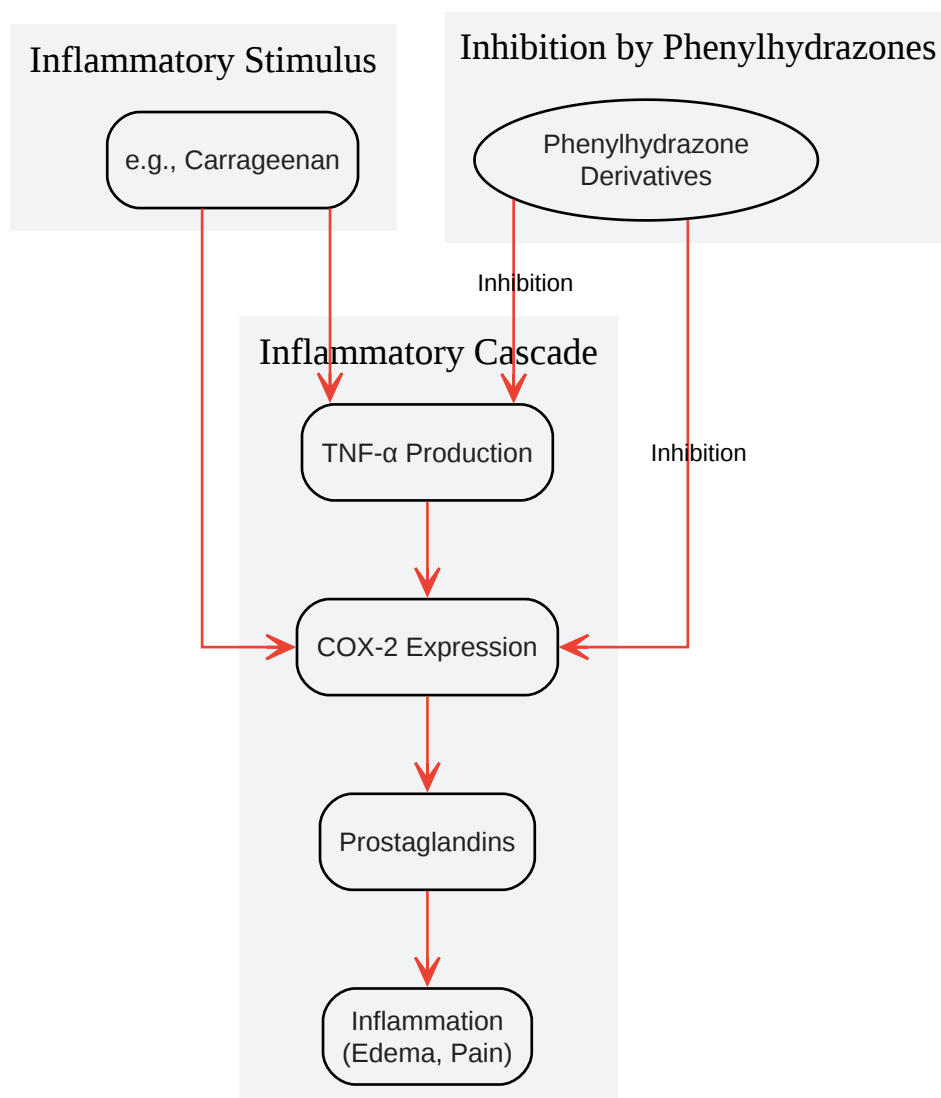 Inflammatory Stimulus
e.g., Carrageenan
Inhibition by Phenylhydrazones
Phenylhydrazone
Derivatives
Inhibition
Inflammatory Cascade
TNF-α Production
Inhibition
COX-2 Expression
Prostaglandins
Inflammation
(Edema, Pain)